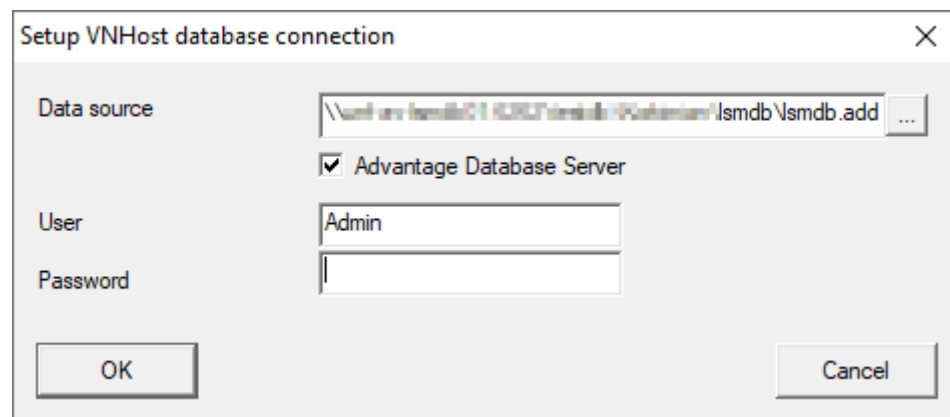 Setup VNHost database connection
Data source
\\ \lsmdb\lsmdb.add
...
Advantage Database Server
User
Admin
Password
OK
Cancel